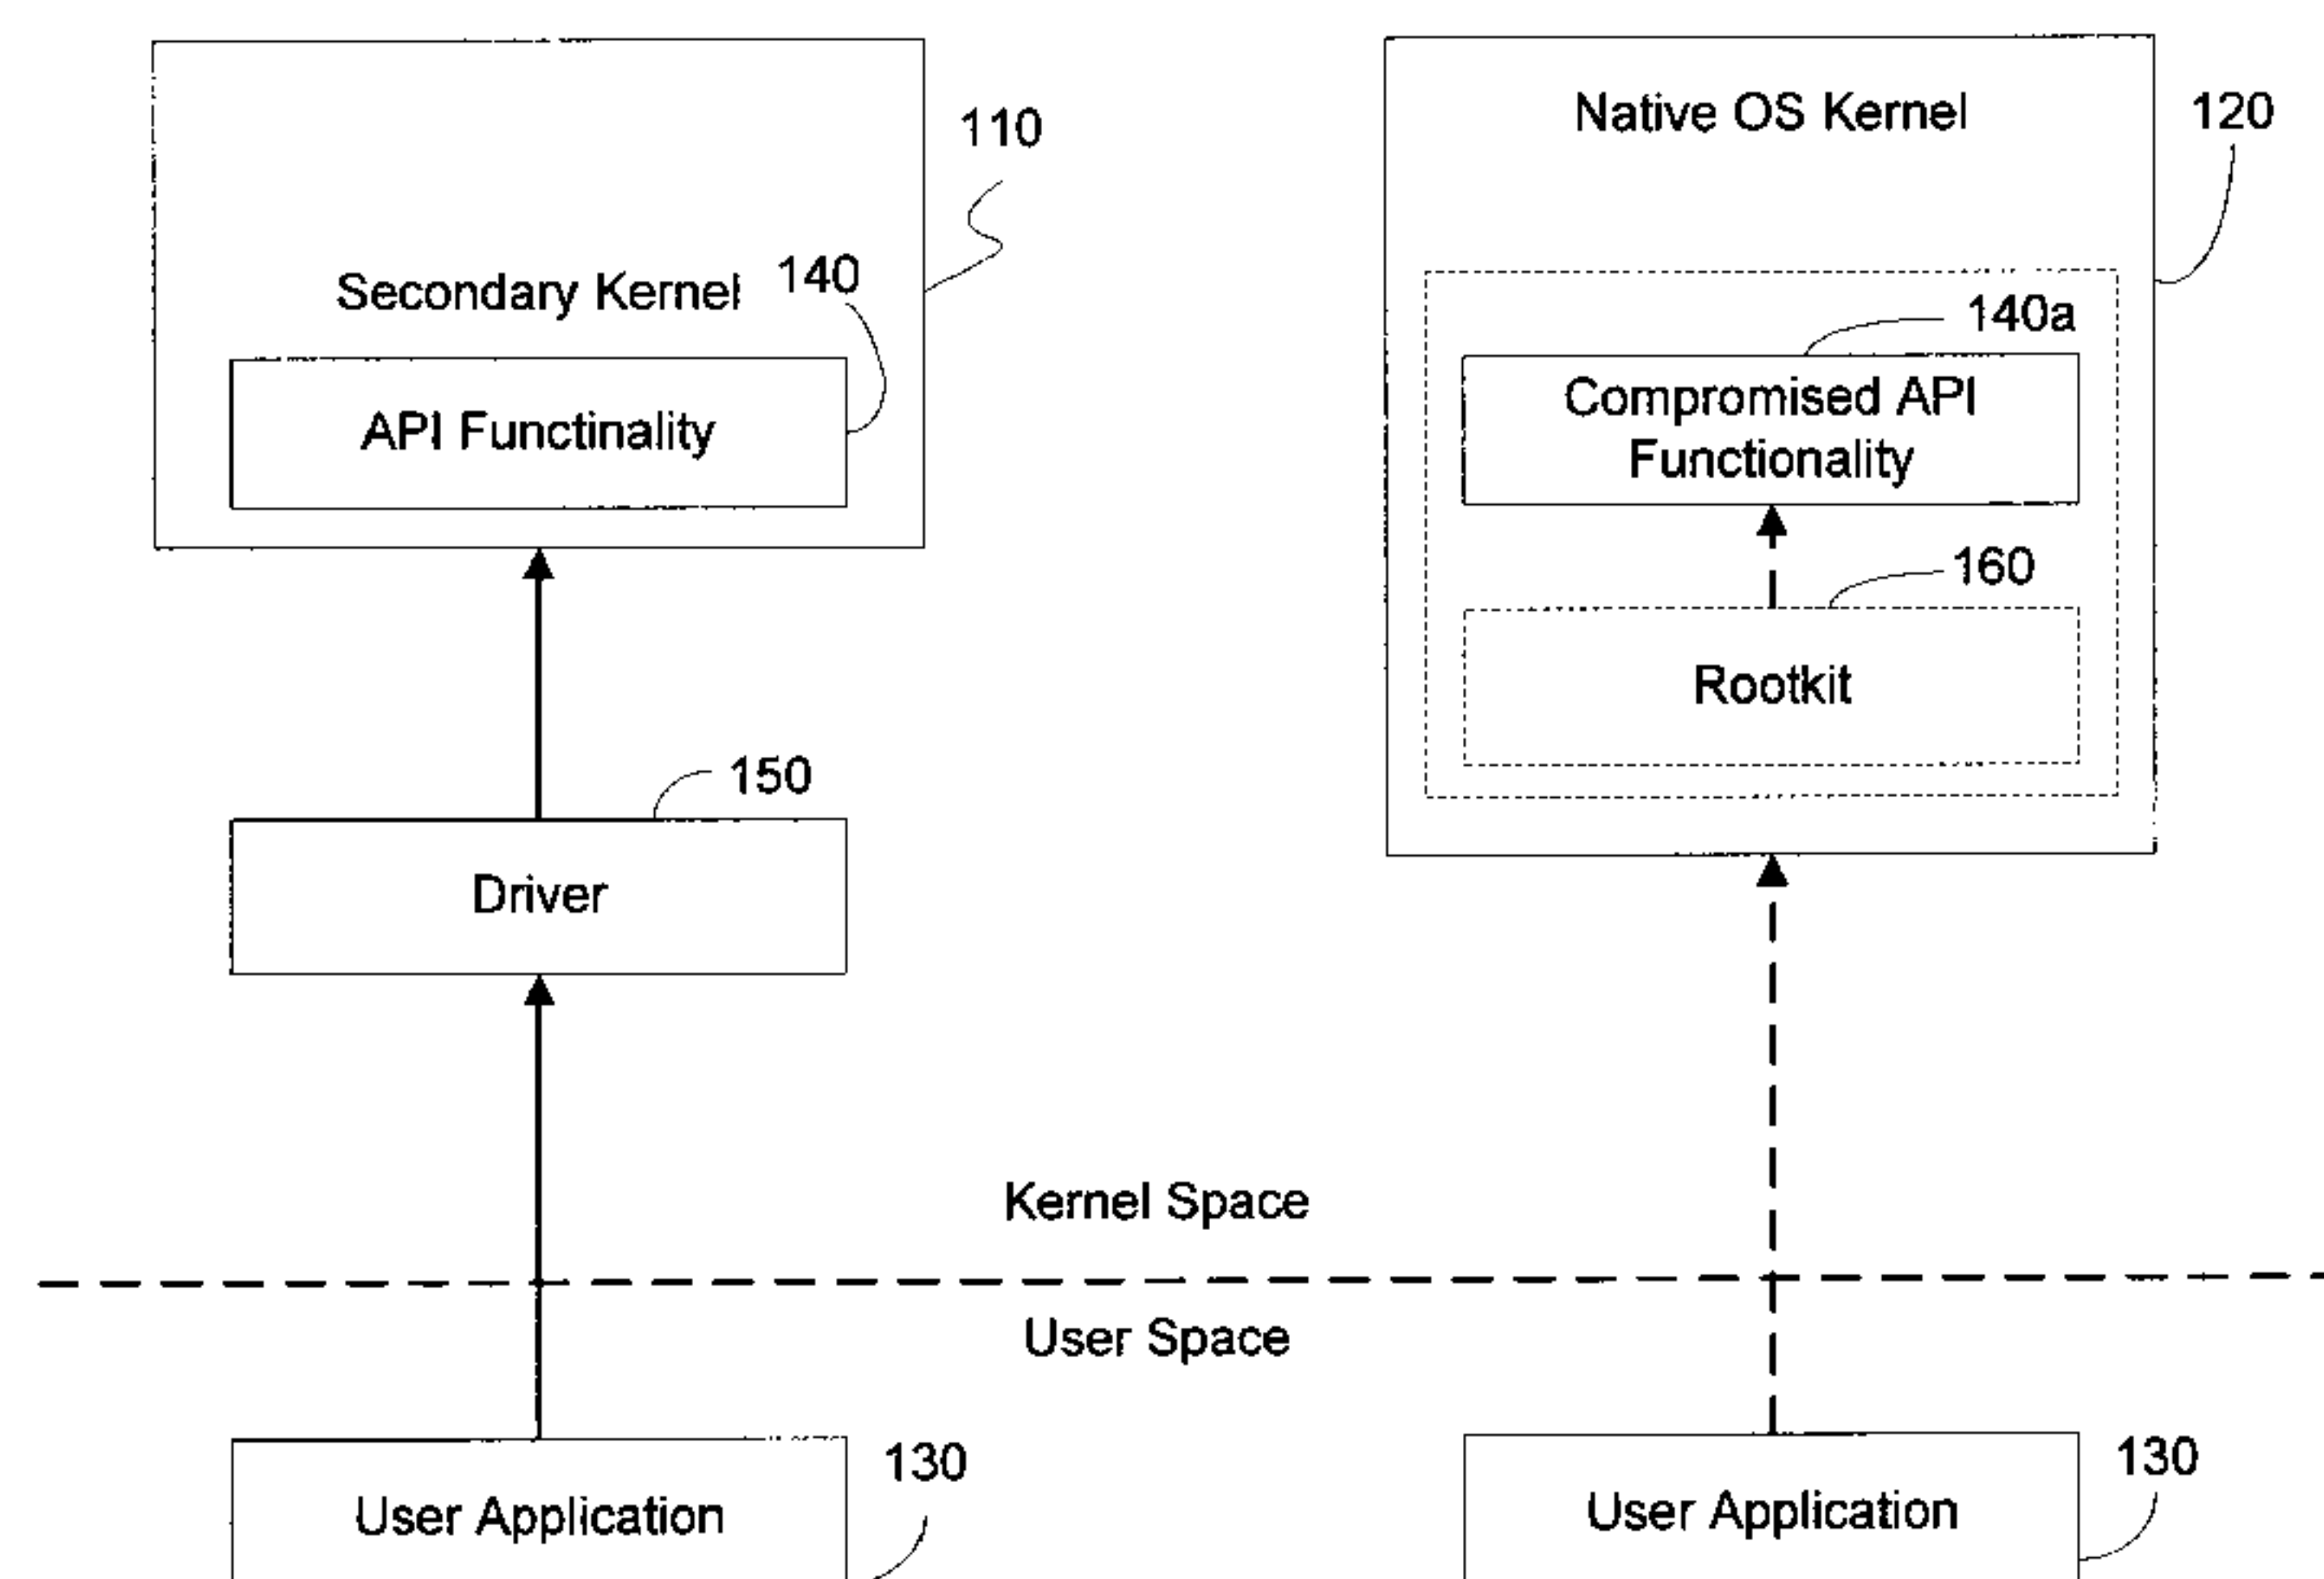 Native OS Kernel
120
110
Secondary Kernel
140
140a
API Functinality
Compromised API
Functionality
160
Rootkit
150
Driver
Kernel Space
User Space
130
User Application
130
User Application